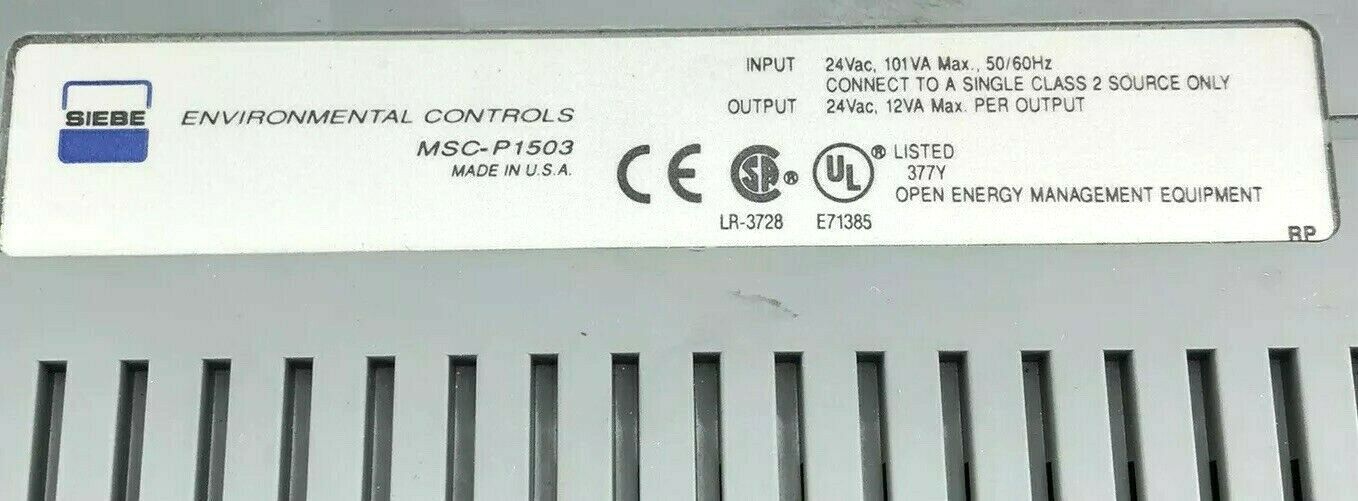 SIEBE
ENVIRONMENTAL CONTROLS
MSC-P1503
MADE IN U.S.A.
INPUT 24Vac, 101VA Max., 50/60Hz
CONNECT TO A SINGLE CLASS 2 SOURCE ONLY
OUTPUT 24Vac, 12VA Max. PER OUTPUT
CE SA ® UL ® LISTED
377Y
OPEN ENERGY MANAGEMENT EQUIPMENT
LR-3728 E71385
RP